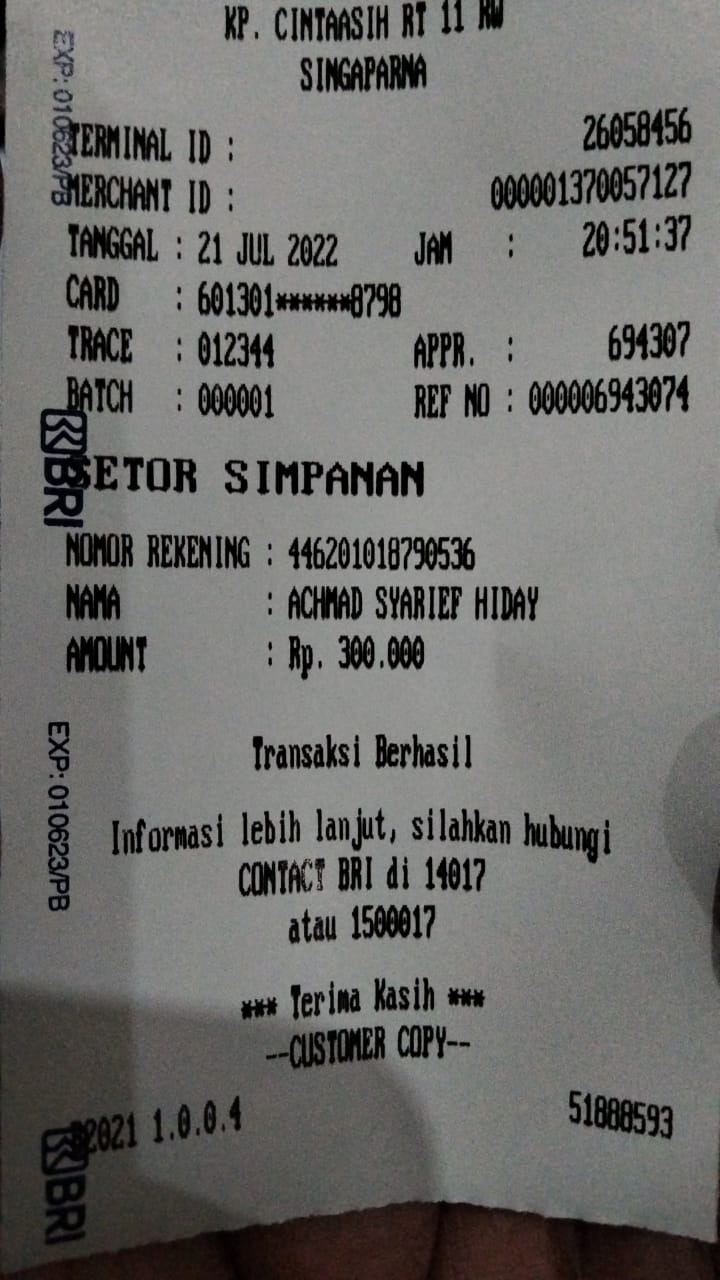 KP. CINTAASIH RT 11 RW
SINGAPARNA
TERMINAL ID : 26058456
MERCHANT ID : 000001370057127
TANGGAL : 21 JUL 2022 JAM : 20:51:37
CARD : 601301******8798
TRACE : 012344 APPR. : 694307
BATCH : 000001 REF NO : 000006943074
SETOR SIMPANAN
NOMOR REKENING : 446201018790536
NAMA : ACHMAD SYARIEF HIDAY
AMOUNT : Rp. 300.000
Transaksi Berhasil
Informasi lebih lanjut, silahkan hubungi
CONTACT BRI di 14017
atau 1500017
*** Terima Kasih ***
--CUSTOMER COPY--
2021 1.0.0.4 51888593
EXP: 010623/PB
BRI
EXP: 010623/PB
BRI